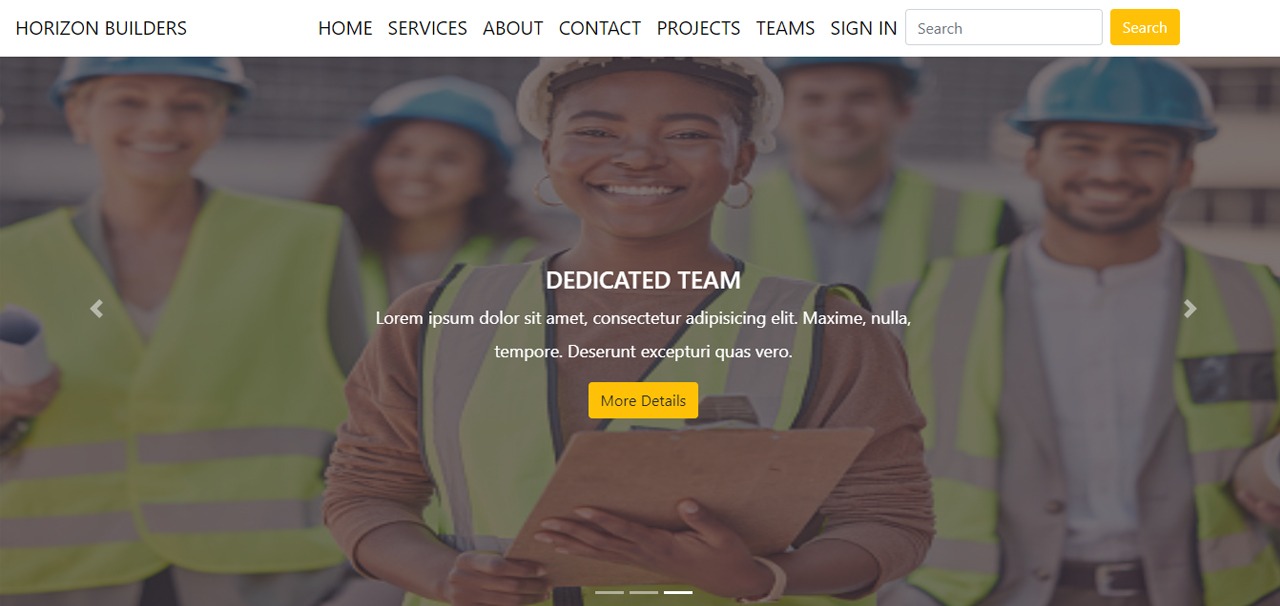 HORIZON BUILDERS
HOME SERVICES ABOUT CONTACT PROJECTS TEAMS SIGN IN Search Search
DEDICATED TEAM
Lorem ipsum dolor sit amet, consectetur adipisicing elit. Maxime, nulla,
tempore. Deserunt excepturi quas vero.
More Details